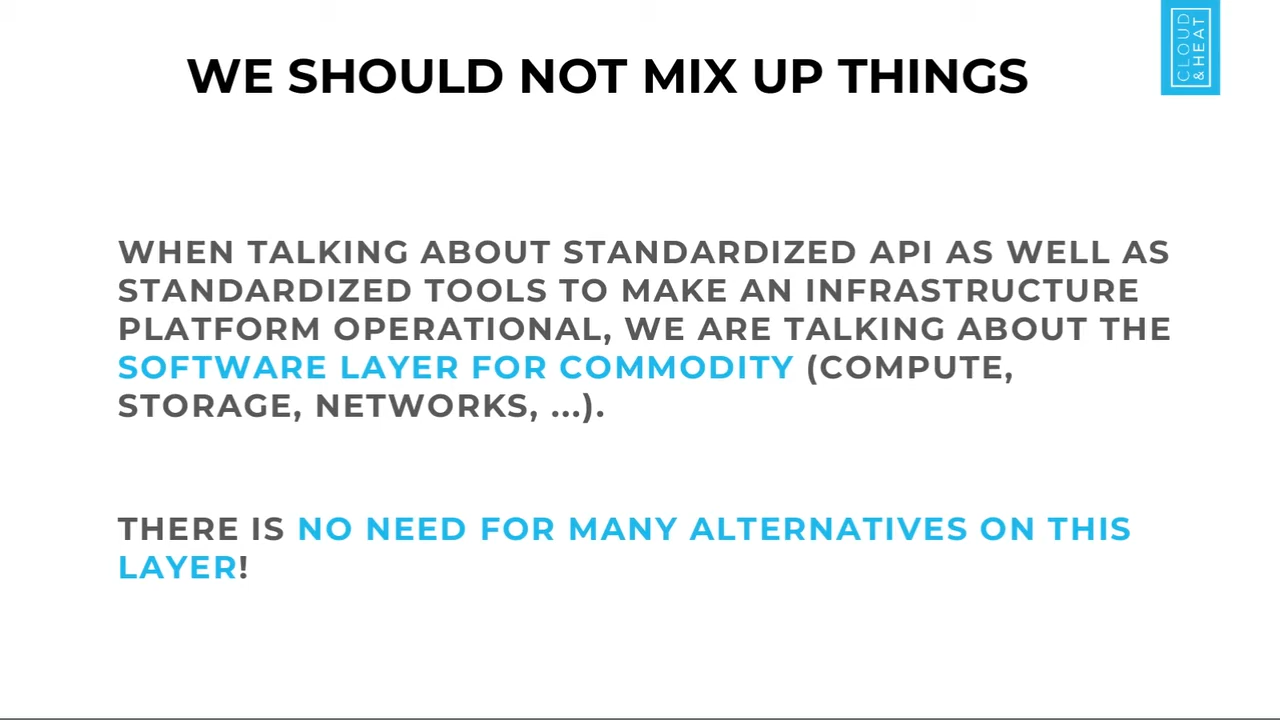 WE SHOULD NOT MIX UP THINGS
CLOUD
& HEAT
WHEN TALKING ABOUT STANDARDIZED API AS WELL AS
STANDARDIZED TOOLS TO MAKE AN INFRASTRUCTURE
PLATFORM OPERATIONAL, WE ARE TALKING ABOUT THE
SOFTWARE LAYER FOR COMMODITY (COMPUTE,
STORAGE, NETWORKS, ...).
THERE IS NO NEED FOR MANY ALTERNATIVES ON THIS
LAYER!